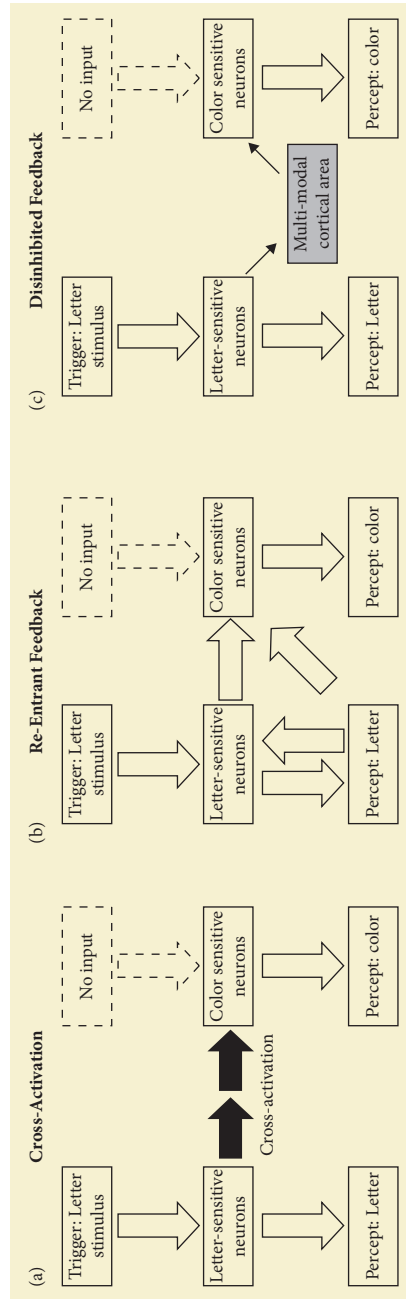 (a)
Cross-Activation
Trigger: Letter
stimulus
No input
Letter-sensitive
neurons
Color sensitive
neurons
Cross-activation
Percept: Letter
Percept: color
(b)
Re-Entrant Feedback
Trigger: Letter
stimulus
No input
Letter-sensitive
neurons
Color sensitive
neurons
Percept: Letter
Percept: color
(c)
Disinhibited Feedback
Trigger: Letter
stimulus
No input
Letter-sensitive
neurons
Color sensitive
neurons
Multi-modal
cortical area
Percept: Letter
Percept: color